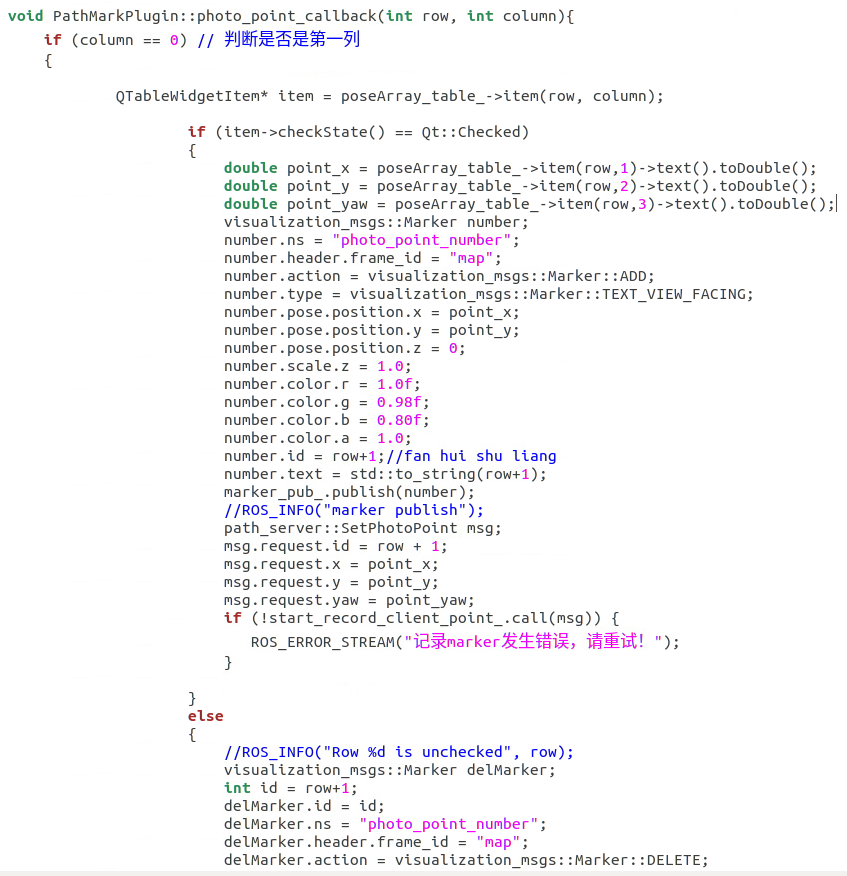 void PathMarkPlugin::photo_point_callback(int row, int column){
if (column == 0) // 判断是否是第一列
{
QTableWidgetItem* item = poseArray_table_->item(row, column);
if (item->checkState() == Qt::Checked)
{
double point_x = poseArray_table_->item(row,1)->text().toDouble();
double point_y = poseArray_table_->item(row,2)->text().toDouble();
double point_yaw = poseArray_table_->item(row,3)->text().toDouble();
visualization_msgs::Marker number;
number.ns = "photo_point_number";
number.header.frame_id = "map";
number.action = visualization_msgs::Marker::ADD;
number.type = visualization_msgs::Marker::TEXT_VIEW_FACING;
number.pose.position.x = point_x;
number.pose.position.y = point_y;
number.pose.position.z = 0;
number.scale.z = 1.0;
number.color.r = 1.0f;
number.color.g = 0.98f;
number.color.b = 0.80f;
number.color.a = 1.0;
number.id = row+1;//fan hui shu liang
number.text = std::to_string(row+1);
marker_pub_.publish(number);
//ROS_INFO("marker publish");
path_server::SetPhotoPoint msg;
msg.request.id = row + 1;
msg.request.x = point_x;
msg.request.y = point_y;
msg.request.yaw = point_yaw;
if (!start_record_client_point_.call(msg)) {
ROS_ERROR_STREAM("记录marker发生错误，请重试！");
}
}
else
{
//ROS_INFO("Row %d is unchecked", row);
visualization_msgs::Marker delMarker;
int id = row+1;
delMarker.id = id;
delMarker.ns = "photo_point_number";
delMarker.header.frame_id = "map";
delMarker.action = visualization_msgs::Marker::DELETE;